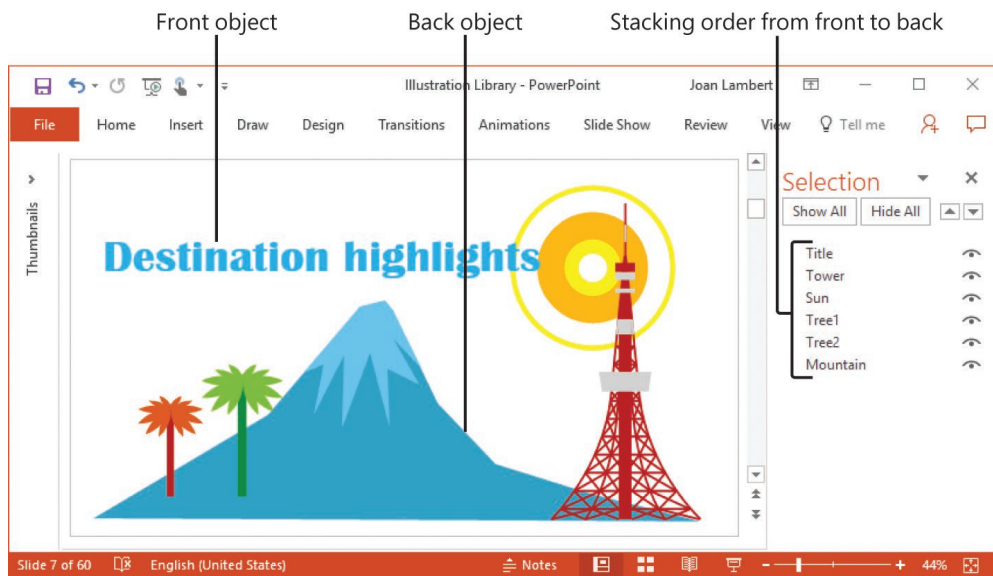 Front object Back object Stacking order from front to back
Illustration Library - PowerPoint Joan Lambert
File Home Insert Draw Design Transitions Animations Slide Show Review View Tell me
Thumbnails
Destination highlights
Selection
Show All Hide All
Title
Tower
Sun
Tree1
Tree2
Mountain
Slide 7 of 60 English (United States) Notes 44%